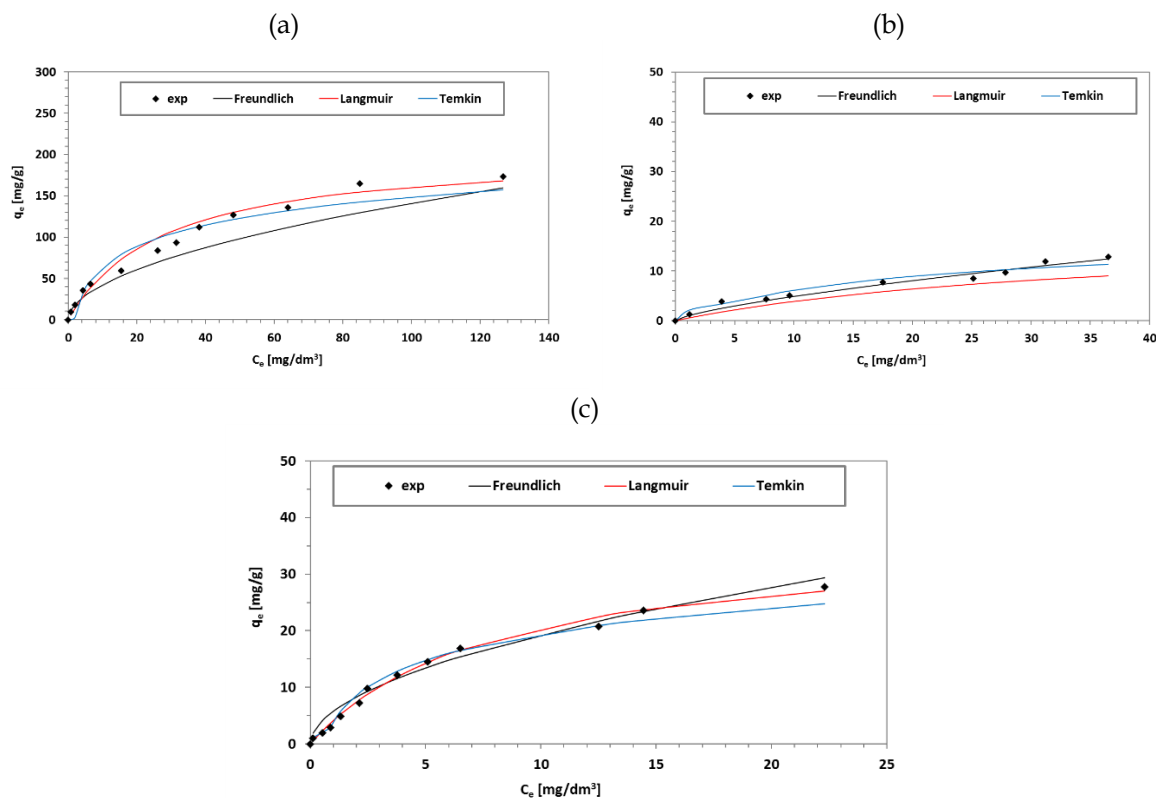 (a)
exp Freundlich Langmuir Temkin
300
250
200
150
100
50
0
qₑ [mg/g]
0 20 40 60 80 100 120 140
Cₑ [mg/dm³]
(b)
exp Freundlich Langmuir Temkin
50
40
30
20
10
0
qₑ [mg/g]
0 5 10 15 20 25 30 35 40
Cₑ [mg/dm³]
(c)
exp Freundlich Langmuir Temkin
50
40
30
20
10
0
qₑ [mg/g]
0 5 10 15 20 25
Cₑ [mg/dm³]